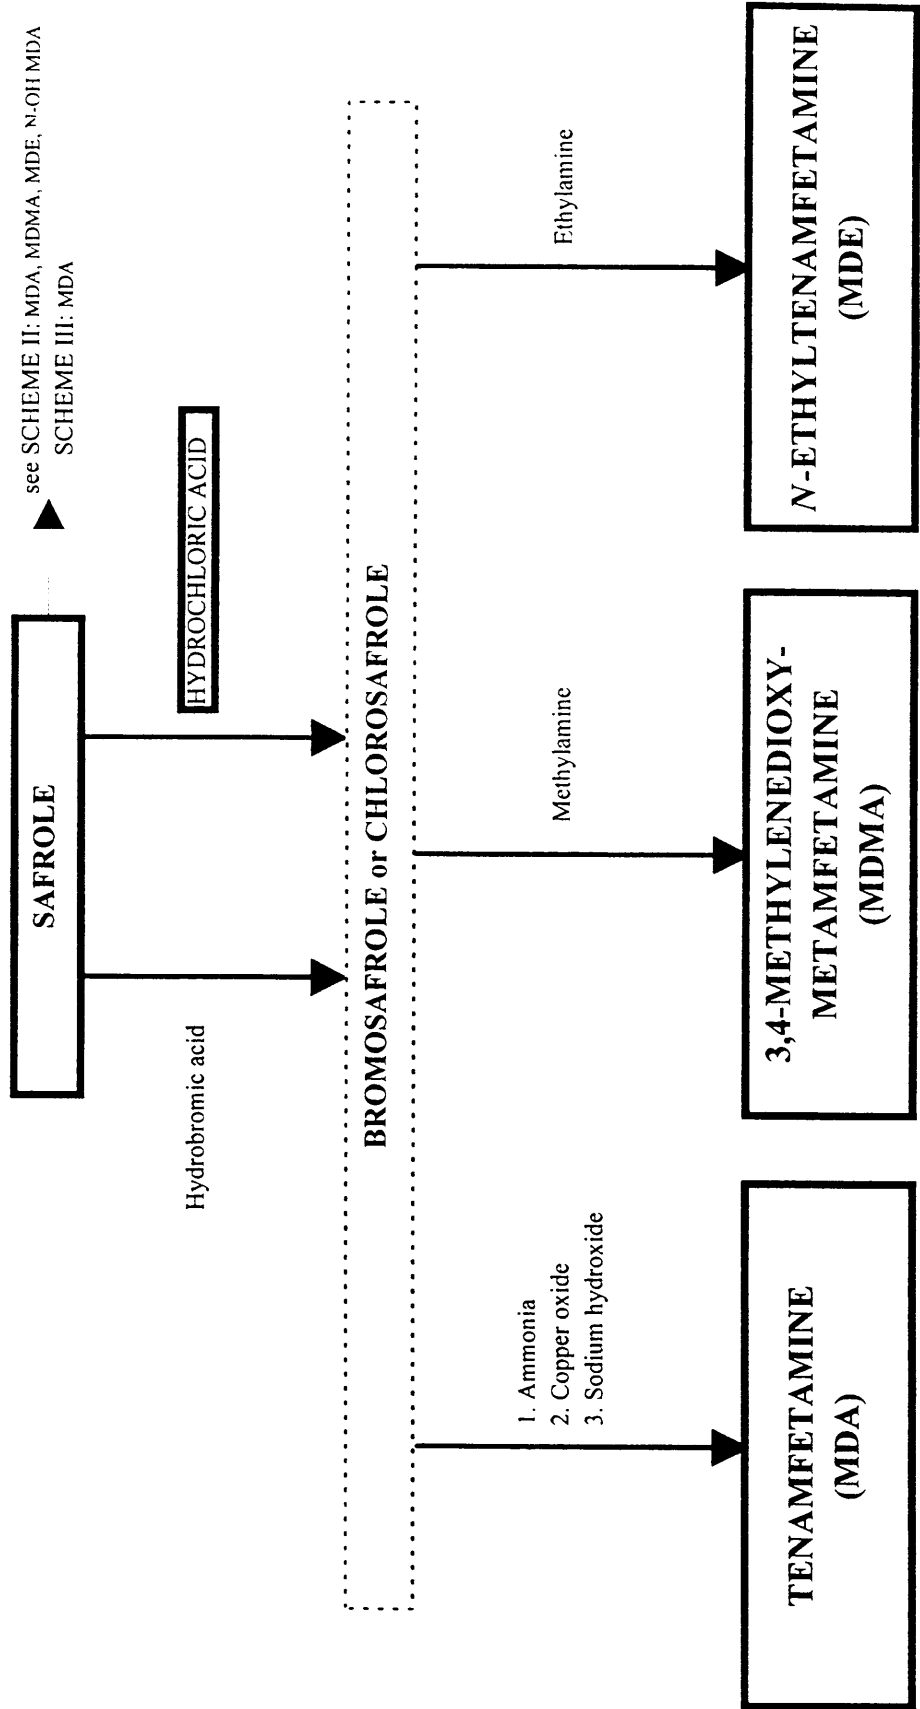 SAFROLE
see SCHEME II: MDA, MDMA, MDE, N-OH MDA
SCHEME III: MDA
Hydrobromic acid
HYDROCHLORIC ACID
BROMOSAFROLE or CHLOROSAFROLE
1. Ammonia
2. Copper oxide
3. Sodium hydroxide
Methylamine
Ethylamine
TENAMFETAMINE
(MDA)
3,4-METHYLENEDIOXY-
METAMFETAMINE
(MDMA)
N-ETHYLTENAMFETAMINE
(MDE)